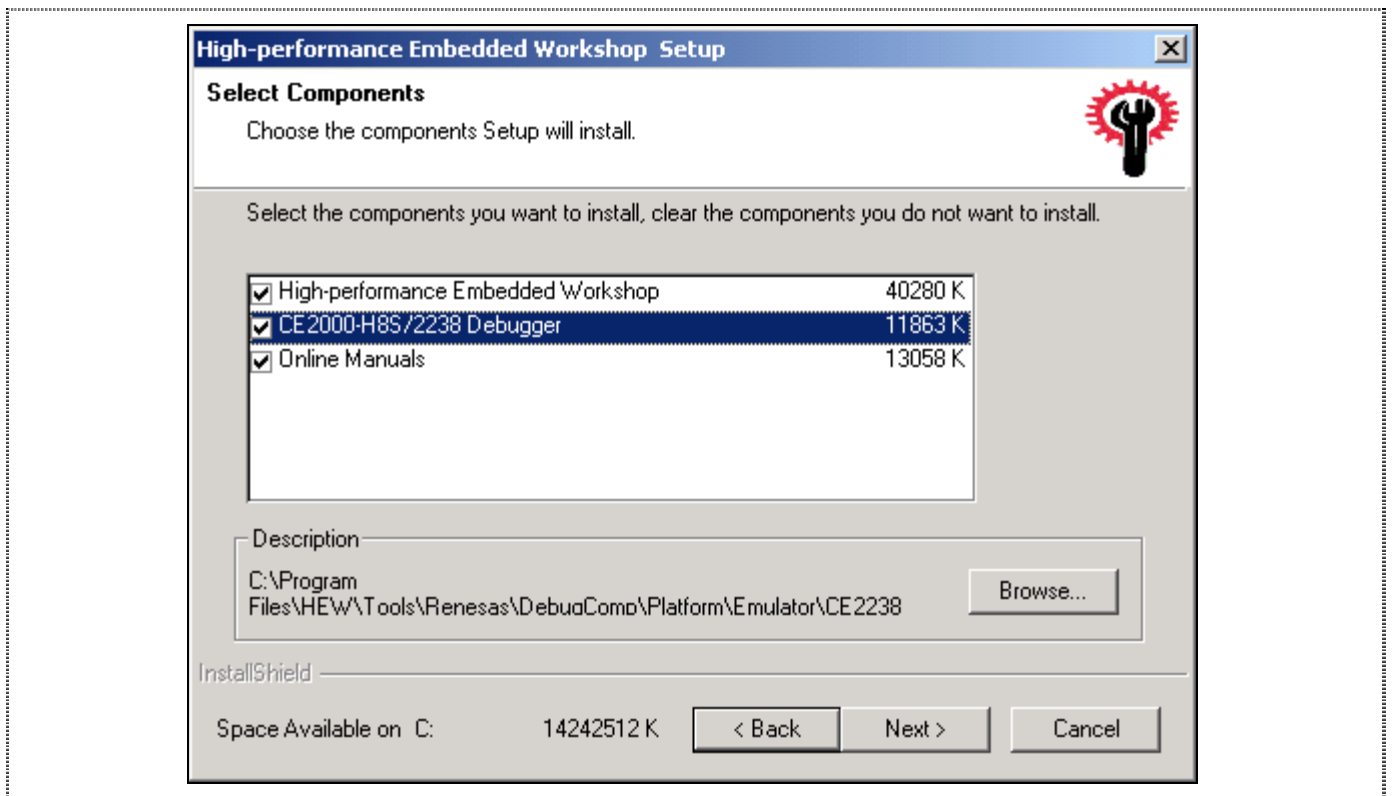 High-performance Embedded Workshop Setup
Select Components
Choose the components Setup will install.
Select the components you want to install, clear the components you do not want to install.
High-performance Embedded Workshop 40280 K
CE2000-H8S/2238 Debugger 11863 K
Online Manuals 13058 K
Description
C:\Program
Files\HEW\Tools\Renesas\DebugComp\Platform\Emulator\CE2238
Browse...
InstallShield
Space Available on C: 14242512 K < Back Next > Cancel